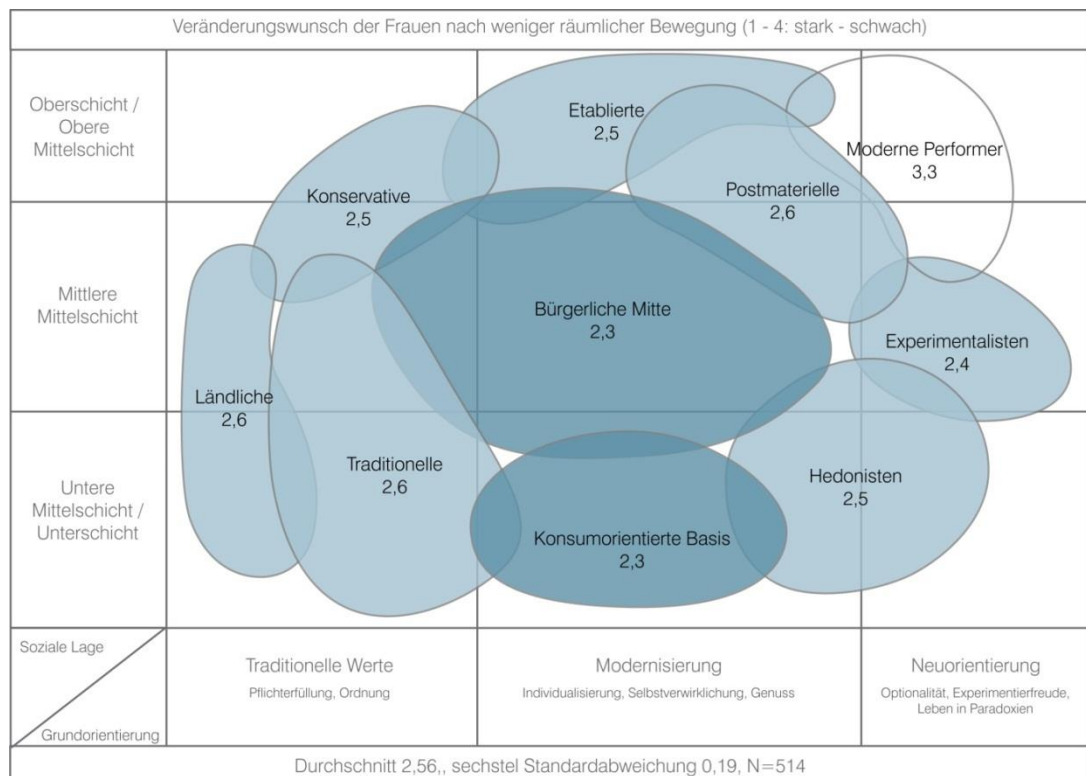 Veränderungswunsch der Frauen nach weniger räumlicher Bewegung (1 - 4: stark - schwach)
Oberschicht /
Obere
Mittelschicht
Etablierte
2,5
Moderne Performer
3,3
Konservative
2,5
Postmaterielle
2,6
Mittlere
Mittelschicht
Bürgerliche Mitte
2,3
Experimentalisten
2,4
Ländliche
2,6
Traditionelle
2,6
Hedonisten
2,5
Untere
Mittelschicht /
Unterschicht
Konsumorientierte Basis
2,3
Soziale Lage
Grundorientierung
Traditionelle Werte
Pflichterfüllung, Ordnung
Modernisierung
Individualisierung, Selbstverwirklichung, Genuss
Neuorientierung
Optionalität, Experimentierfreude,
Leben in Paradoxien
Durchschnitt 2,56,, sechstel Standardabweichung 0,19, N=514